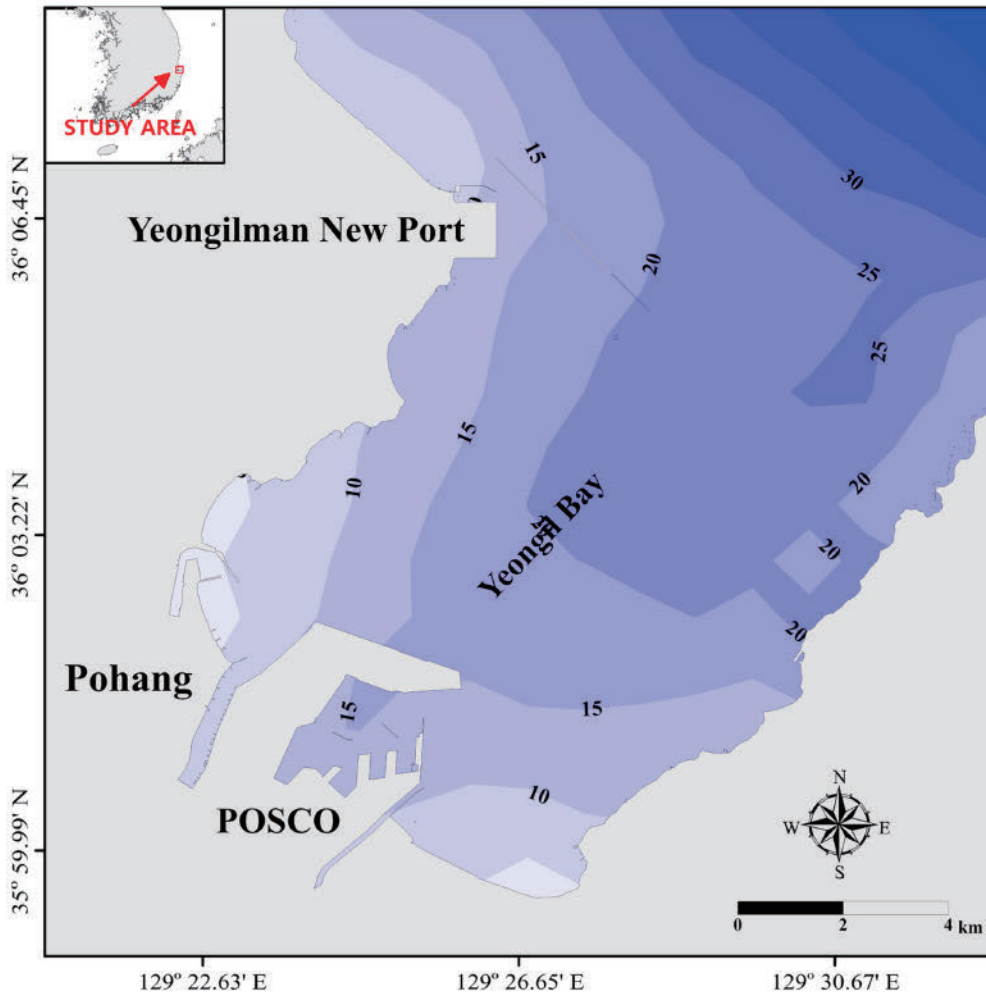 STUDY AREA
15
30
36° 06.45' N
Yeongilman New Port
20
25
25
15
10
20
Yeongil Bay
36° 03.22' N
20
20
Pohang
15
15
10
POSCO
N
W
E
S
35° 59.99' N
0
2
4
km
129° 22.63' E
129° 26.65' E
129° 30.67' E